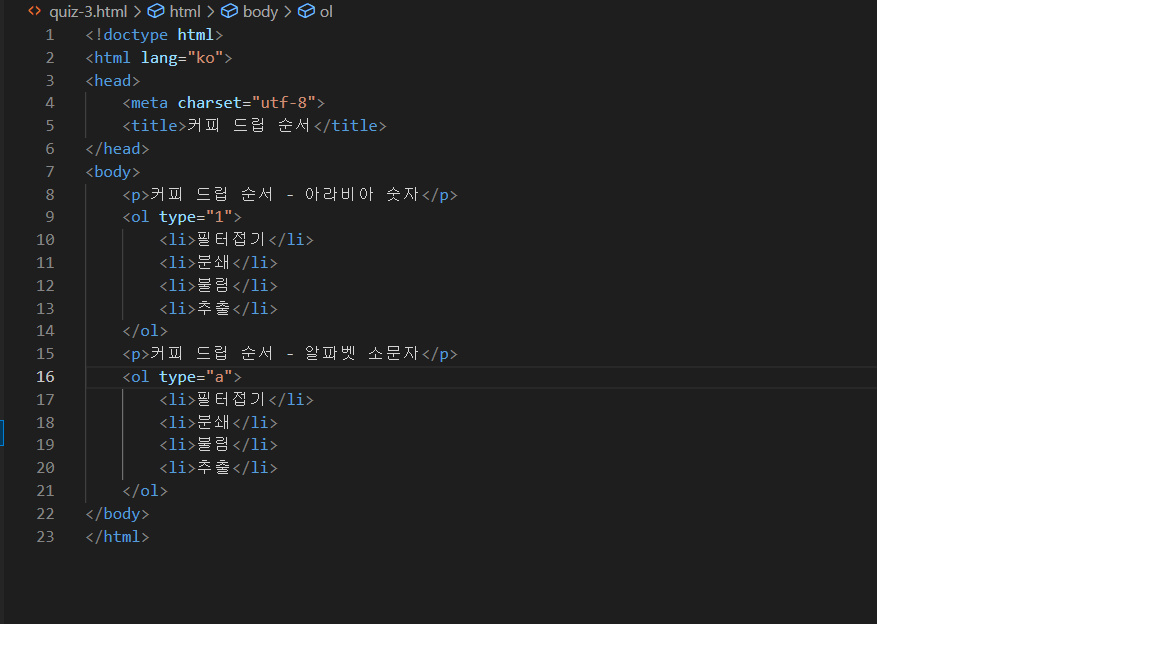 quiz-3.html > html > body > ol
1 <!doctype html>
2 <html lang="ko">
3 <head>
4 <meta charset="utf-8">
5 <title>커피 드립 순서</title>
6 </head>
7 <body>
8 <p>커피 드립 순서 - 아라비아 숫자</p>
9 <ol type="1">
10 <li>필터접기</li>
11 <li>분쇄</li>
12 <li>불림</li>
13 <li>추출</li>
14 </ol>
15 <p>커피 드립 순서 - 알파벳 소문자</p>
16 <ol type="a">
17 <li>필터접기</li>
18 <li>분쇄</li>
19 <li>불림</li>
20 <li>추출</li>
21 </ol>
22 </body>
23 </html>